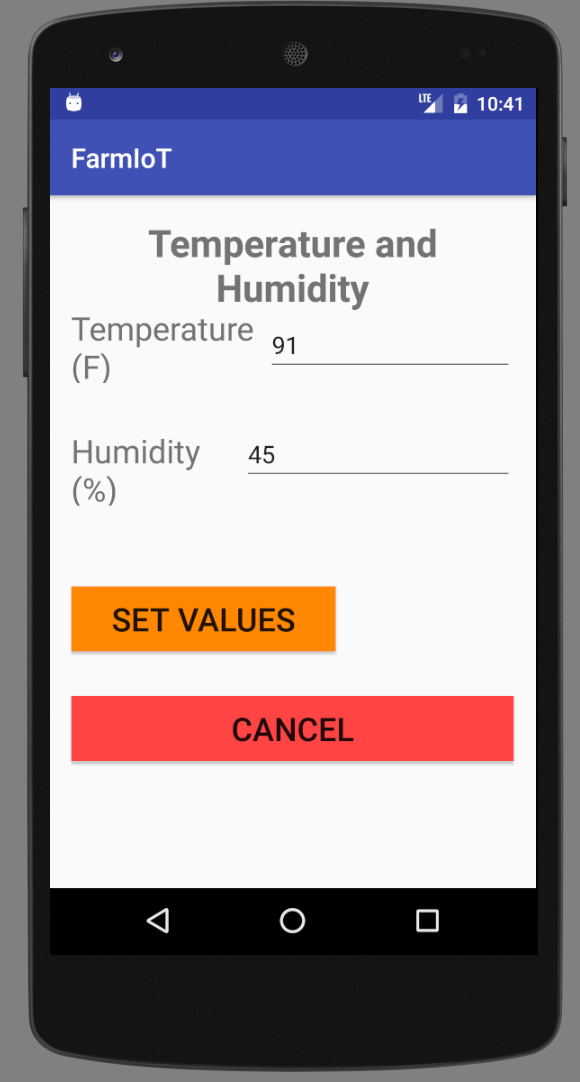 LTE 10:41
FarmIoT
Temperature and
Humidity
Temperature
(F)
91
Humidity
(%)
45
SET VALUES
CANCEL